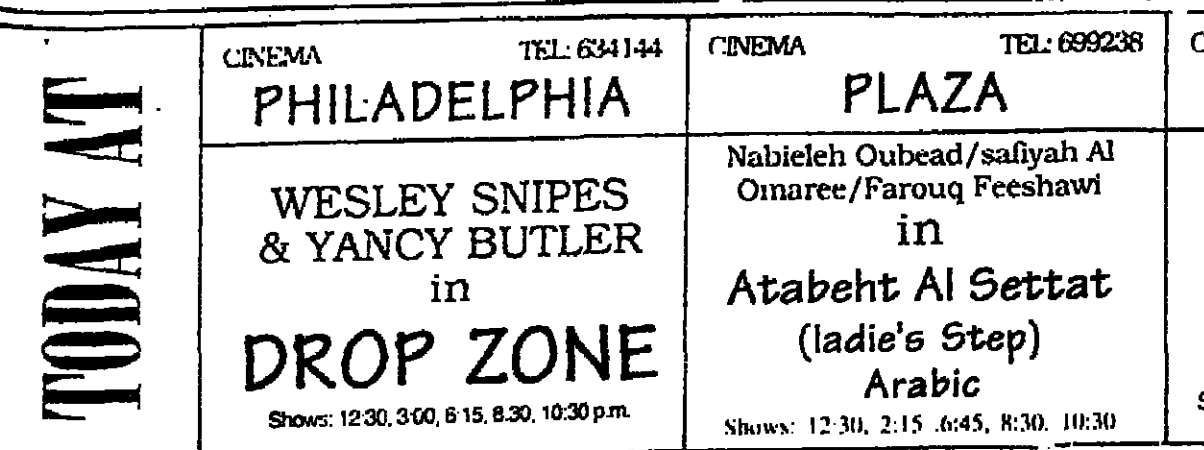 TODAY AT
CINEMA TEL: 634144
PHILADELPHIA
WESLEY SNIPES
& YANCY BUTLER
in
DROP ZONE
Shows: 12:30, 3:00, 6:15, 8:30, 10:30 p.m.
CINEMA TEL: 699238
PLAZA
Nabieleh Oubead/safiyah Al
Omaree/Farouq Feeshawi
in
Atabeht Al Settat
(ladie's Step)
Arabic
Shows: 12:30, 2:15 .6:45, 8:30. 10:30